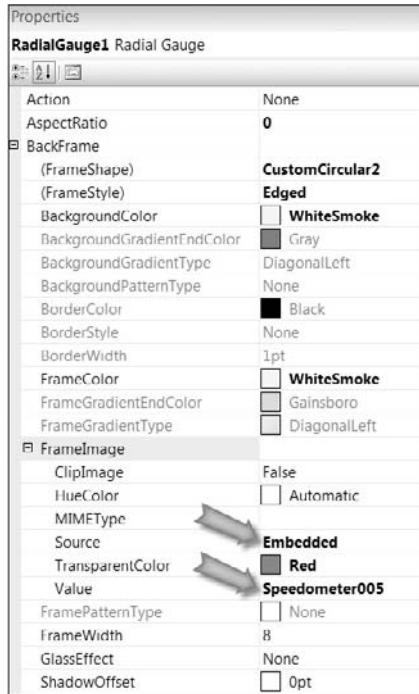 Properties
RadialGauge1 Radial Gauge
Action None
AspectRatio 0
BackFrame
(FrameShape) CustomCircular2
(FrameStyle) Edged
BackgroundColor WhiteSmoke
BackgroundGradientEndColor Gray
BackgroundGradientType DiagonalLeft
BackgroundPatternType None
BorderColor Black
BorderStyle None
BorderWidth 1pt
FrameColor WhiteSmoke
FrameGradientEndColor Gainsboro
FrameGradientType DiagonalLeft
FrameImage
ClipImage False
HueColor Automatic
MIMEType
Source Embedded
TransparentColor Red
Value Speedometer005
FramePatternType None
FrameWidth 8
GlassEffect None
ShadowOffset 0pt